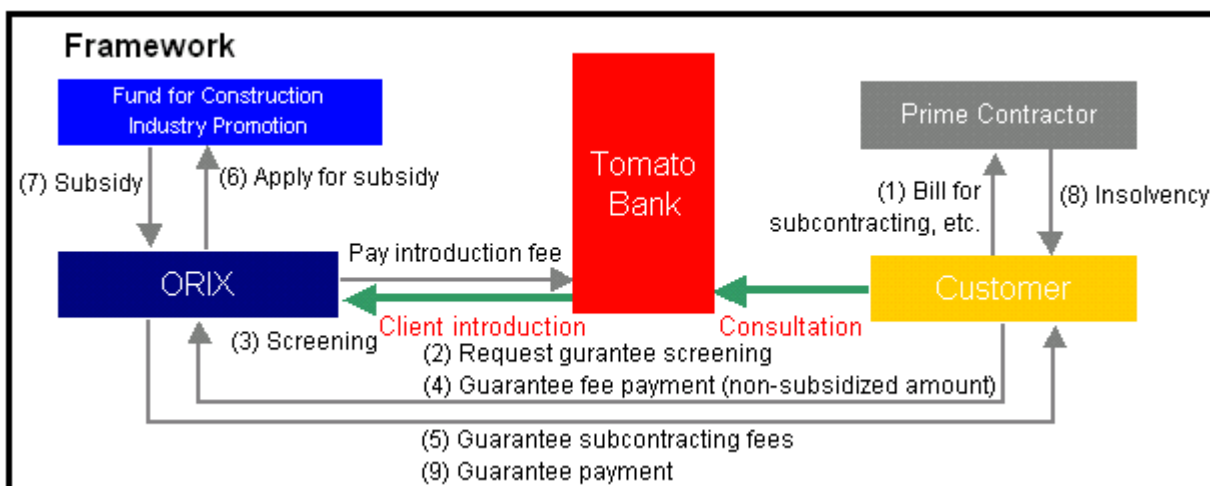 Framework
Fund for Construction
Industry Promotion
Tomato
Bank
Prime Contractor
(7) Subsidy
(6) Apply for subsidy
(1) Bill for
subcontracting, etc.
(8) Insolvency
Pay introduction fee
ORIX
Customer
Client introduction
Consultation
(3) Screening
(2) Request gurantee screening
(4) Guarantee fee payment (non-subsidized amount)
(5) Guarantee subcontracting fees
(9) Guarantee payment